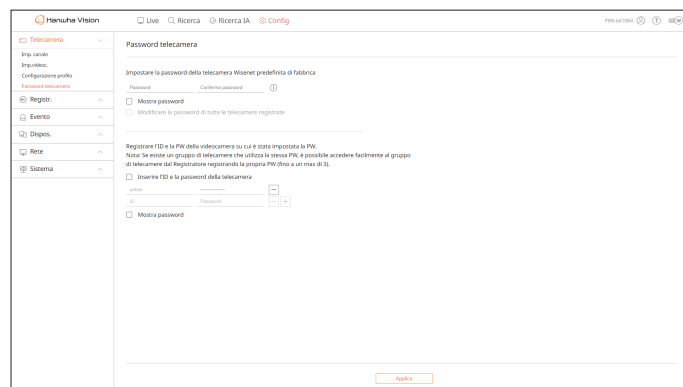 Hanwha Vision
Live
Ricerca
Ricerca IA
Config
Telecamera
Imp. canale
Imp.videoc.
Configurazione profilo
Password telecamera
Registr.
Evento
Dispos.
Rete
Sistema
Password telecamera
Impostare la password della telecamera Wisenet predefinita di fabbrica
Password Conferma password
Mostra password
Modificare la password di tutte le telecamere registrate
Registrare l'ID e la PW della videocamera su cui è stata impostata la PW.
Nota: Se esiste un gruppo di telecamere che utilizza la stessa PW, è possibile accedere facilmente al gruppo
di telecamere dal Registratore registrando la propria PW (fino a un max di 3).
Inserire l'ID e la password della telecamera
admin
ID Password
Mostra password
Applica